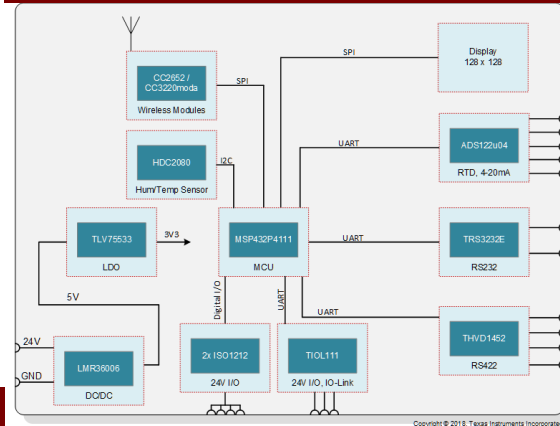 CC2652 /
CC3220moda
Wireless Modules
SPI
SPI
Display
128 x 128
HDC2080
Hum/Temp Sensor
I2C
UART
ADS122u04
RTD, 4-20mA
TLV75533
LDO
3V3
MSP432P4111
MCU
UART
TRS3232E
RS232
5V
Digital I/O
UART
UART
24V
GND
LMR36006
DC/DC
2x ISO1212
24V I/O
TIOL111
24V I/O, IO-Link
THVD1452
RS422
Copyright © 2018, Texas Instruments Incorporate